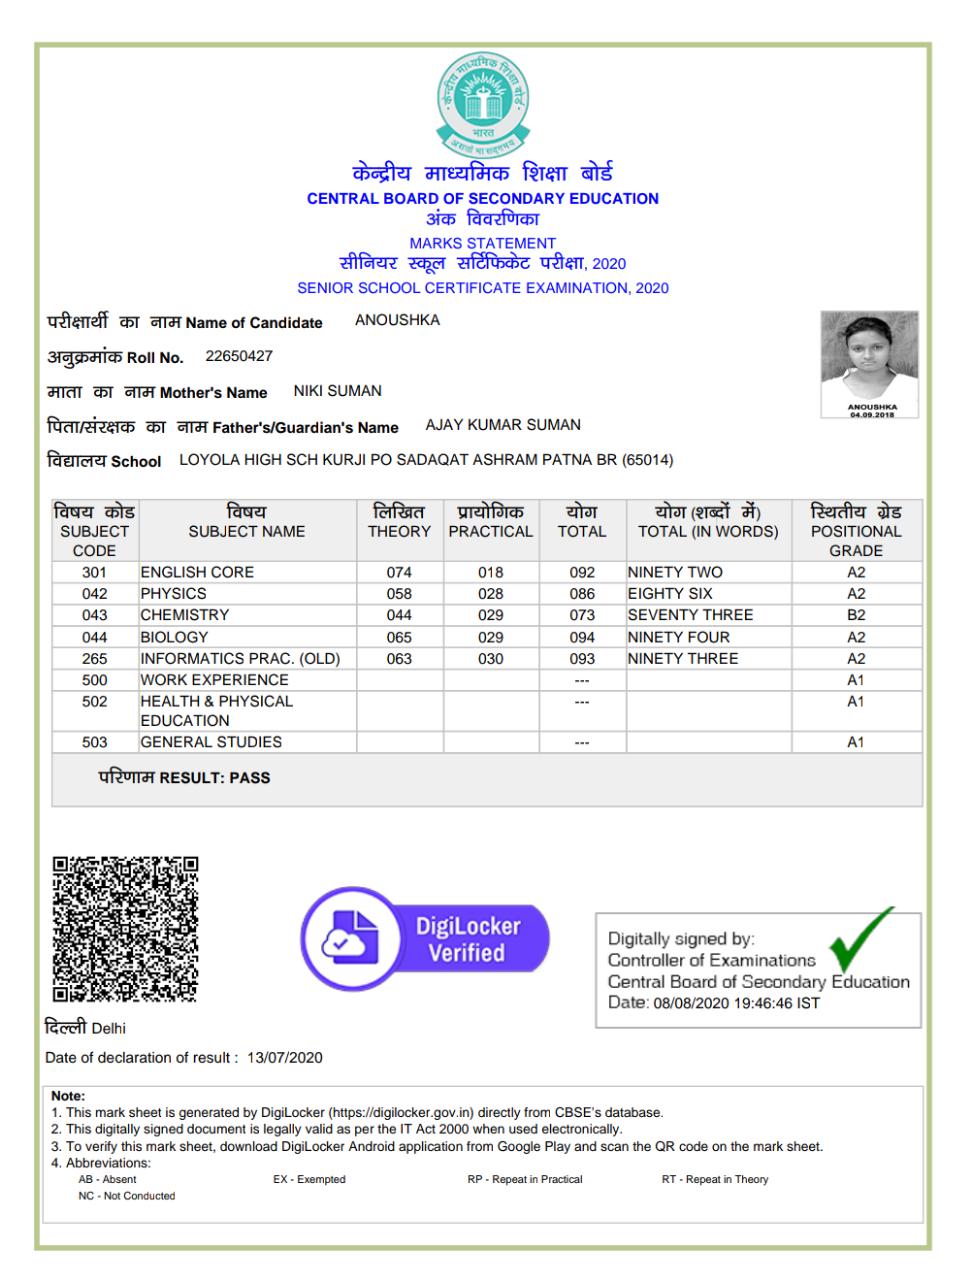 केन्द्रीय माध्यमिक शिक्षा बोर्ड
भारत
असतो मा सद्गमय
केन्द्रीय माध्यमिक शिक्षा बोर्ड
CENTRAL BOARD OF SECONDARY EDUCATION
अंक विवरणिका
MARKS STATEMENT
सीनियर स्कूल सर्टिफिकेट परीक्षा, 2020
SENIOR SCHOOL CERTIFICATE EXAMINATION, 2020
परीक्षार्थी का नाम Name of Candidate ANOUSHKA
अनुक्रमांक Roll No. 22650427
माता का नाम Mother's Name NIKI SUMAN
पिता/संरक्षक का नाम Father's/Guardian's Name AJAY KUMAR SUMAN
विद्यालय School LOYOLA HIGH SCH KURJI PO SADAQAT ASHRAM PATNA BR (65014)
ANOUSHKA
04.09.2018
विषय कोड विषय लिखित प्रायोगिक योग योग (शब्दों में) स्थितीय ग्रेड
SUBJECT SUBJECT NAME THEORY PRACTICAL TOTAL TOTAL (IN WORDS) POSITIONAL
CODE GRADE
301 ENGLISH CORE 074 018 092 NINETY TWO A2
042 PHYSICS 058 028 086 EIGHTY SIX A2
043 CHEMISTRY 044 029 073 SEVENTY THREE B2
044 BIOLOGY 065 029 094 NINETY FOUR A2
265 INFORMATICS PRAC. (OLD) 063 030 093 NINETY THREE A2
500 WORK EXPERIENCE --- A1
502 HEALTH & PHYSICAL --- A1
EDUCATION
503 GENERAL STUDIES --- A1
परिणाम RESULT: PASS
DigiLocker
Verified
Digitally signed by:
Controller of Examinations
Central Board of Secondary Education
Date: 08/08/2020 19:46:46 IST
दिल्ली Delhi
Date of declaration of result : 13/07/2020
Note:
1. This mark sheet is generated by DigiLocker (https://digilocker.gov.in) directly from CBSE's database.
2. This digitally signed document is legally valid as per the IT Act 2000 when used electronically.
3. To verify this mark sheet, download DigiLocker Android application from Google Play and scan the QR code on the mark sheet.
4. Abbreviations:
AB - Absent EX - Exempted RP - Repeat in Practical RT - Repeat in Theory
NC - Not Conducted